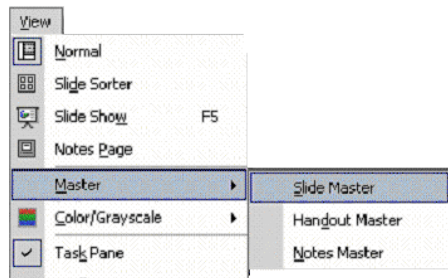 View
Normal
Slide Sorter
Slide Show F5
Notes Page
Master Slide Master
Color/Grayscale Handout Master
Task Pane Notes Master